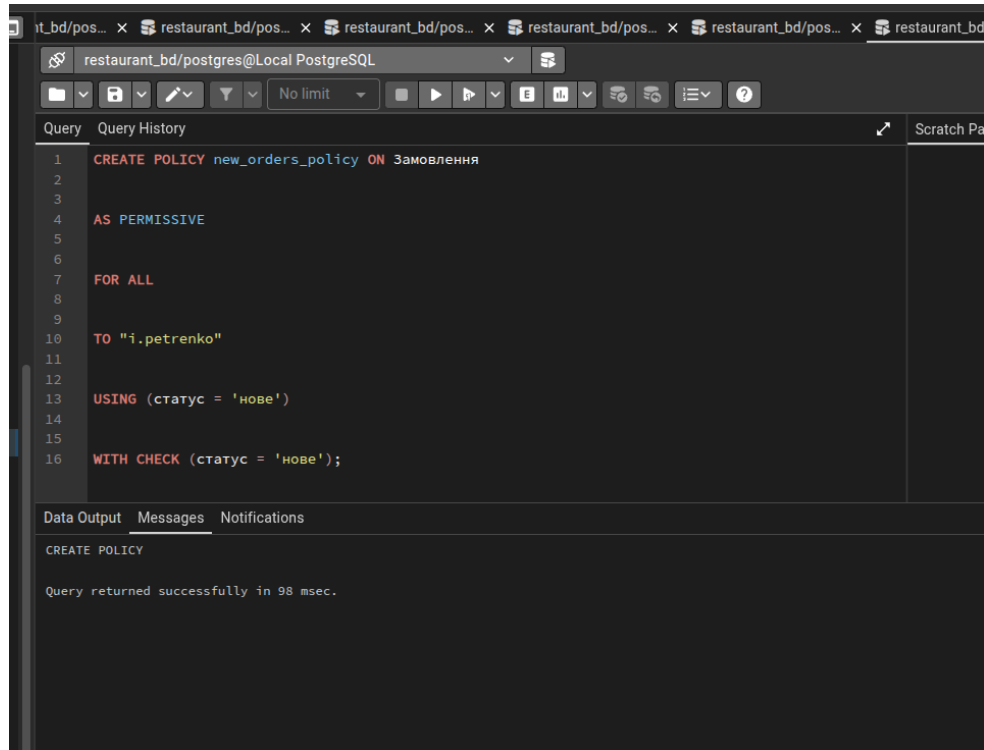 ıt_bd/pos... restaurant_bd/pos... restaurant_bd/pos... restaurant_bd/pos... restaurant_bd/pos... restaurant_bd
restaurant_bd/postgres@Local PostgreSQL
No limit
Query Query History Scratch Pa
1 CREATE POLICY new_orders_policy ON Замовлення
2
3
4 AS PERMISSIVE
5
6
7 FOR ALL
8
9
10 TO "i.petrenko"
11
12
13 USING (статус = 'нове')
14
15
16 WITH CHECK (статус = 'нове');
Data Output Messages Notifications
CREATE POLICY
Query returned successfully in 98 msec.